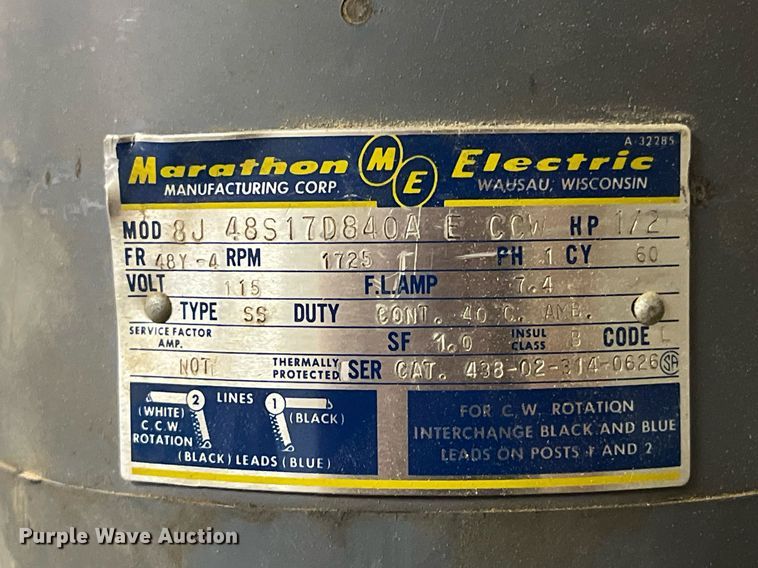 A-32285
Marathon ME Electric
MANUFACTURING CORP. WAUSAU, WISCONSIN
MOD 8J 48S17D840A E CCW HP 1/2
FR 48Y-4 RPM 1725 PH 1 CY 60
VOLT 115 F.L.AMP 7.4
TYPE SS DUTY CONT. 40 C. AMB.
SERVICE FACTOR AMP. SF 1.0 INSUL CLASS B CODE L
NOT THERMALLY PROTECTED SER CAT. 438-02-314-0626 SA
2 LINES 1
(WHITE) (BLACK)
C.C.W. ROTATION
(BLACK) LEADS (BLUE)
FOR C.W. ROTATION
INTERCHANGE BLACK AND BLUE
LEADS ON POSTS 1 AND 2
Purple Wave Auction